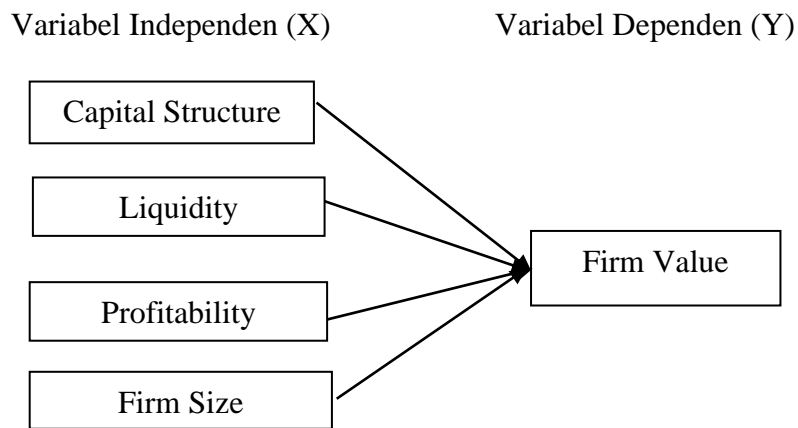 Variabel Independen (X)
Variabel Dependen (Y)
Capital Structure
Liquidity
Firm Value
Profitability
Firm Size